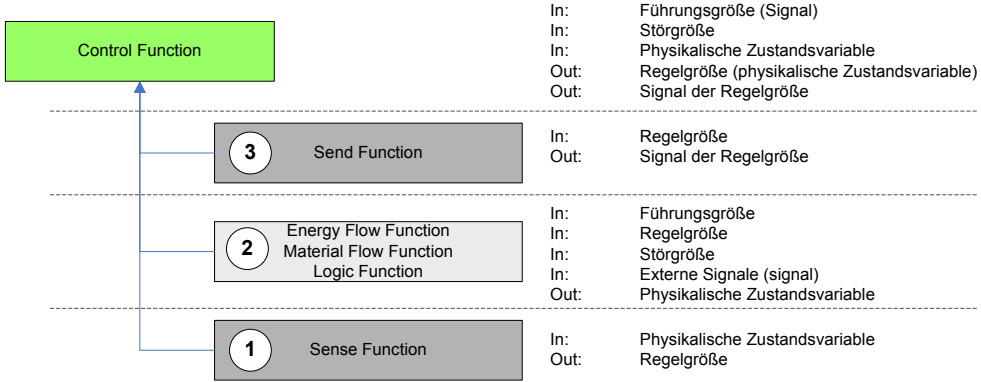 Control Function
In: Führungsgröße (Signal)
In: Störgröße
In: Physikalische Zustandsvariable
Out: Regelgröße (physikalische Zustandsvariable)
Out: Signal der Regelgröße
3 Send Function
In: Regelgröße
Out: Signal der Regelgröße
2
Energy Flow Function
Material Flow Function
Logic Function
In: Führungsgröße
In: Regelgröße
In: Störgröße
In: Externe Signale (signal)
Out: Physikalische Zustandsvariable
1 Sense Function
In: Physikalische Zustandsvariable
Out: Regelgröße